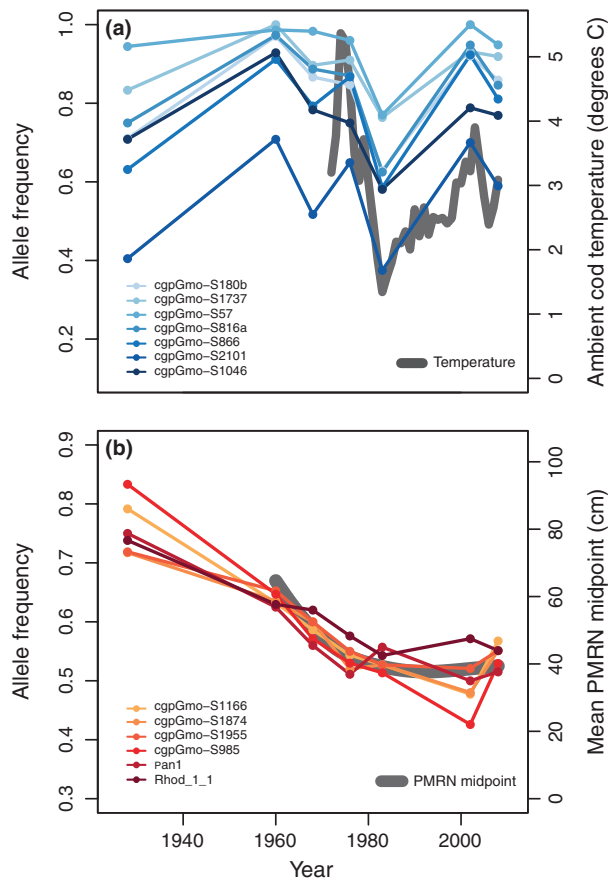 (a)
Allele frequency
1.0
0.8
0.6
0.4
0.2
cgpGmo-S180b
cgpGmo-S1737
cgpGmo-S57
cgpGmo-S816a
cgpGmo-S866
cgpGmo-S2101
cgpGmo-S1046
Temperature
5
4
3
2
1
0
Ambient cod temperature (degrees C)
(b)
Allele frequency
0.9
0.8
0.7
0.6
0.5
0.4
0.3
cgpGmo-S1166
cgpGmo-S1874
cgpGmo-S1955
cgpGmo-S985
Pan1
Rhod_1_1
PMRN midpoint
100
80
60
40
20
0
Mean PMRN midpoint (cm)
1940 1960 1980 2000
Year